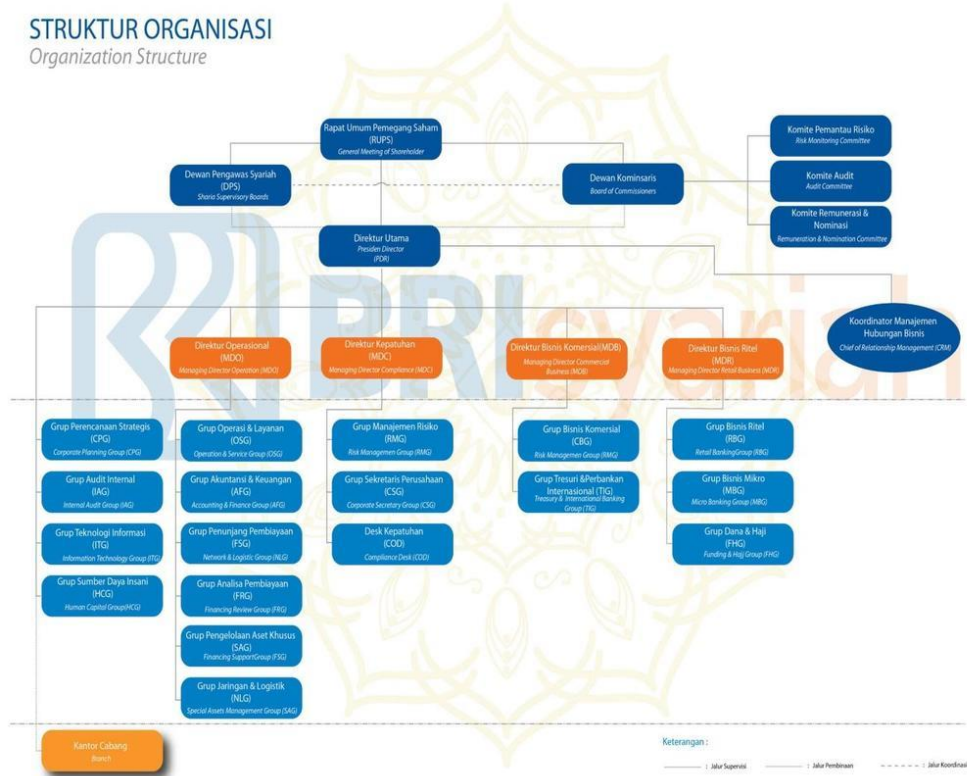 STRUKTUR ORGANISASI
Organization Structure
Rapat Umum Pemegang Saham
(RUPS)
General Meeting of Shareholder
Dewan Pengawas Syariah
(DPS)
Sharia Supervisory Boards
Dewan Kominsaris
Board of Commissioners
Komite Pemantau Risiko
Risk Monitoring Committee
Komite Audit
Audit Committee
Komite Remunerasi &
Nominasi
Remuneration & Nomination Committee
Direktur Utama
Presiden Director
(PDR)
Koordinator Manajemen
Hubungan Bisnis
Chief of Relationship Management (CRM)
BRIsyariah
Direktur Operasional
(MDO)
Managing Director Operation (MDO)
Direktur Kepatuhan
(MDC)
Managing Director Compliance (MDC)
Direktur Bisnis Komersial(MDB)
Managing Director Commercial
Business (MDB)
Direktur Bisnis Ritel
(MDR)
Managing Director Retail Business (MDR)
Grup Perencanaan Strategis
(CPG)
Corporate Planning Group (CPG)
Grup Audit Internal
(IAG)
Internal Audit Group (IAG)
Grup Teknologi Informasi
(ITG)
Information Technology Group (ITG)
Grup Sumber Daya Insani
(HCG)
Human Capital Group(HCG)
Grup Operasi & Layanan
(OSG)
Operation & Service Group (OSG)
Grup Akuntansi & Keuangan
(AFG)
Accounting & Finance Group (AFG)
Grup Penunjang Pembiayaan
(FSG)
Network & Logistic Group (NLG)
Grup Analisa Pembiayaan
(FRG)
Financing Review Group (FRG)
Grup Pengelolaan Aset Khusus
(SAG)
Financing SupportGroup (FSG)
Grup Jaringan & Logistik
(NLG)
Special Assets Management Group (SAG)
Grup Manajemen Risiko
(RMG)
Risk Managemen Group (RMG)
Grup Sekretaris Perusahaan
(CSG)
Corporate Secretary Group (CSG)
Desk Kepatuhan
(COD)
Compliance Desk (COD)
Grup Bisnis Komersial
(CBG)
Risk Managemen Group (RMG)
Grup Tresuri &Perbankan
Internasional (TIG)
Treasury & International Banking
Group (TIG)
Grup Bisnis Ritel
(RBG)
Retail BankingGroup (RBG)
Grup Bisnis Mikro
(MBG)
Micro Banking Group (MBG)
Grup Dana & Haji
(FHG)
Funding & Hajj Group (FHG)
Kantor Cabang
Branch
Keterangan :
: Jalur Supervisi : Jalur Pembinaan : Jalur Koordinasi